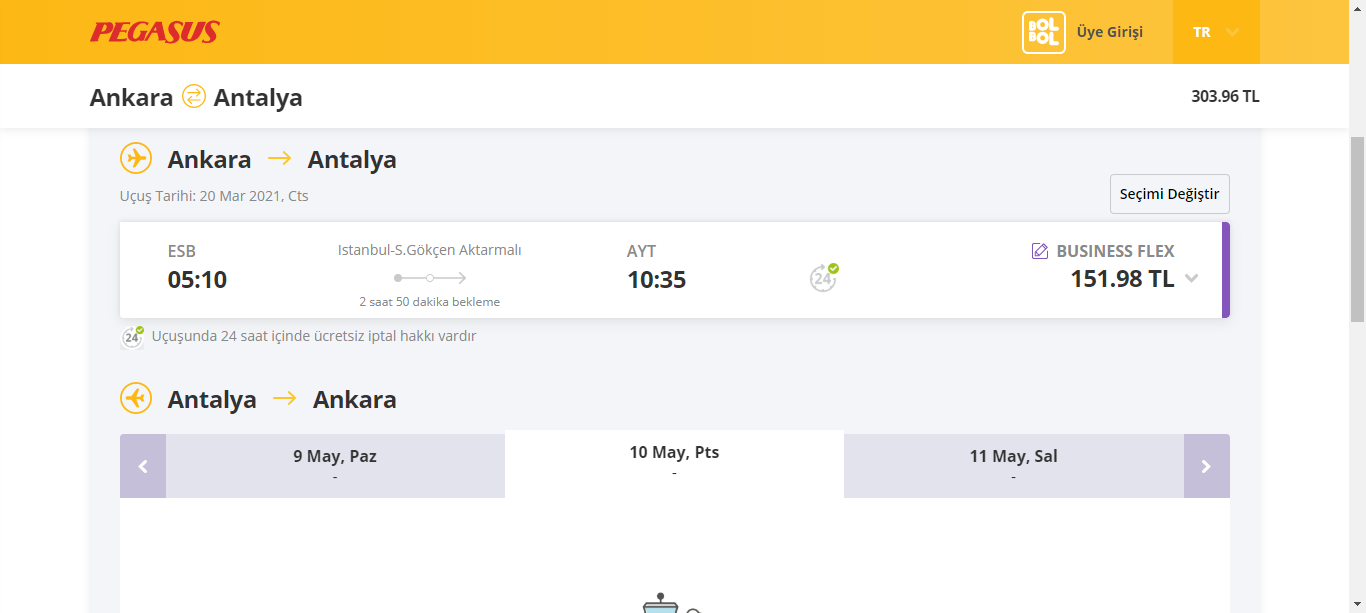 PEGASUS
BOL BOL
Üye Girişi
TR
Ankara Antalya
303.96 TL
Ankara Antalya
Uçuş Tarihi: 20 Mar 2021, Cts
Seçimi Değiştir
ESB
05:10
Istanbul-S.Gökçen Aktarmalı
2 saat 50 dakika bekleme
AYT
10:35
24
BUSINESS FLEX
151.98 TL
24 Uçuşunda 24 saat içinde ücretsiz iptal hakkı vardır
Antalya Ankara
9 May, Paz
-
10 May, Pts
-
11 May, Sal
-